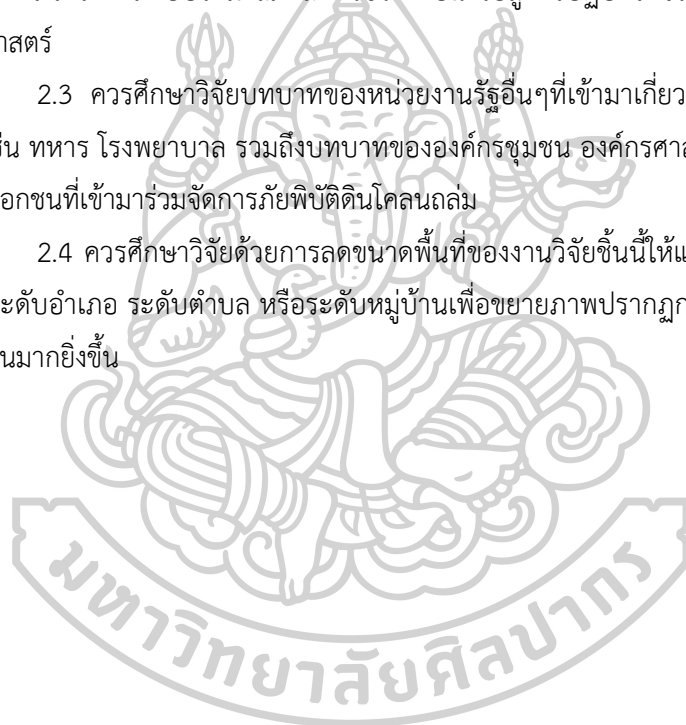 าสตร์
2.3 ควรศึกษาวิจัยบทบาทของหน่วยงานรัฐอื่นๆที่เข้ามาเกี่ยว
ช่น ทหาร โรงพยาบาล รวมถึงบทบาทขององค์กรชุมชน องค์กรศา
อกชนที่เข้ามาร่วมจัดการภัยพิบัติดินโคลนถล่ม
2.4 ควรศึกษาวิจัยด้วยการลดขนาดพื้นที่ของงานวิจัยชิ้นนี้ให้แ
ะดับอำเภอ ระดับตำบล หรือระดับหมู่บ้านเพื่อขยายภาพปรากฏก
นมากยิ่งขึ้น
มหาวิทยาลัยศิลปากร